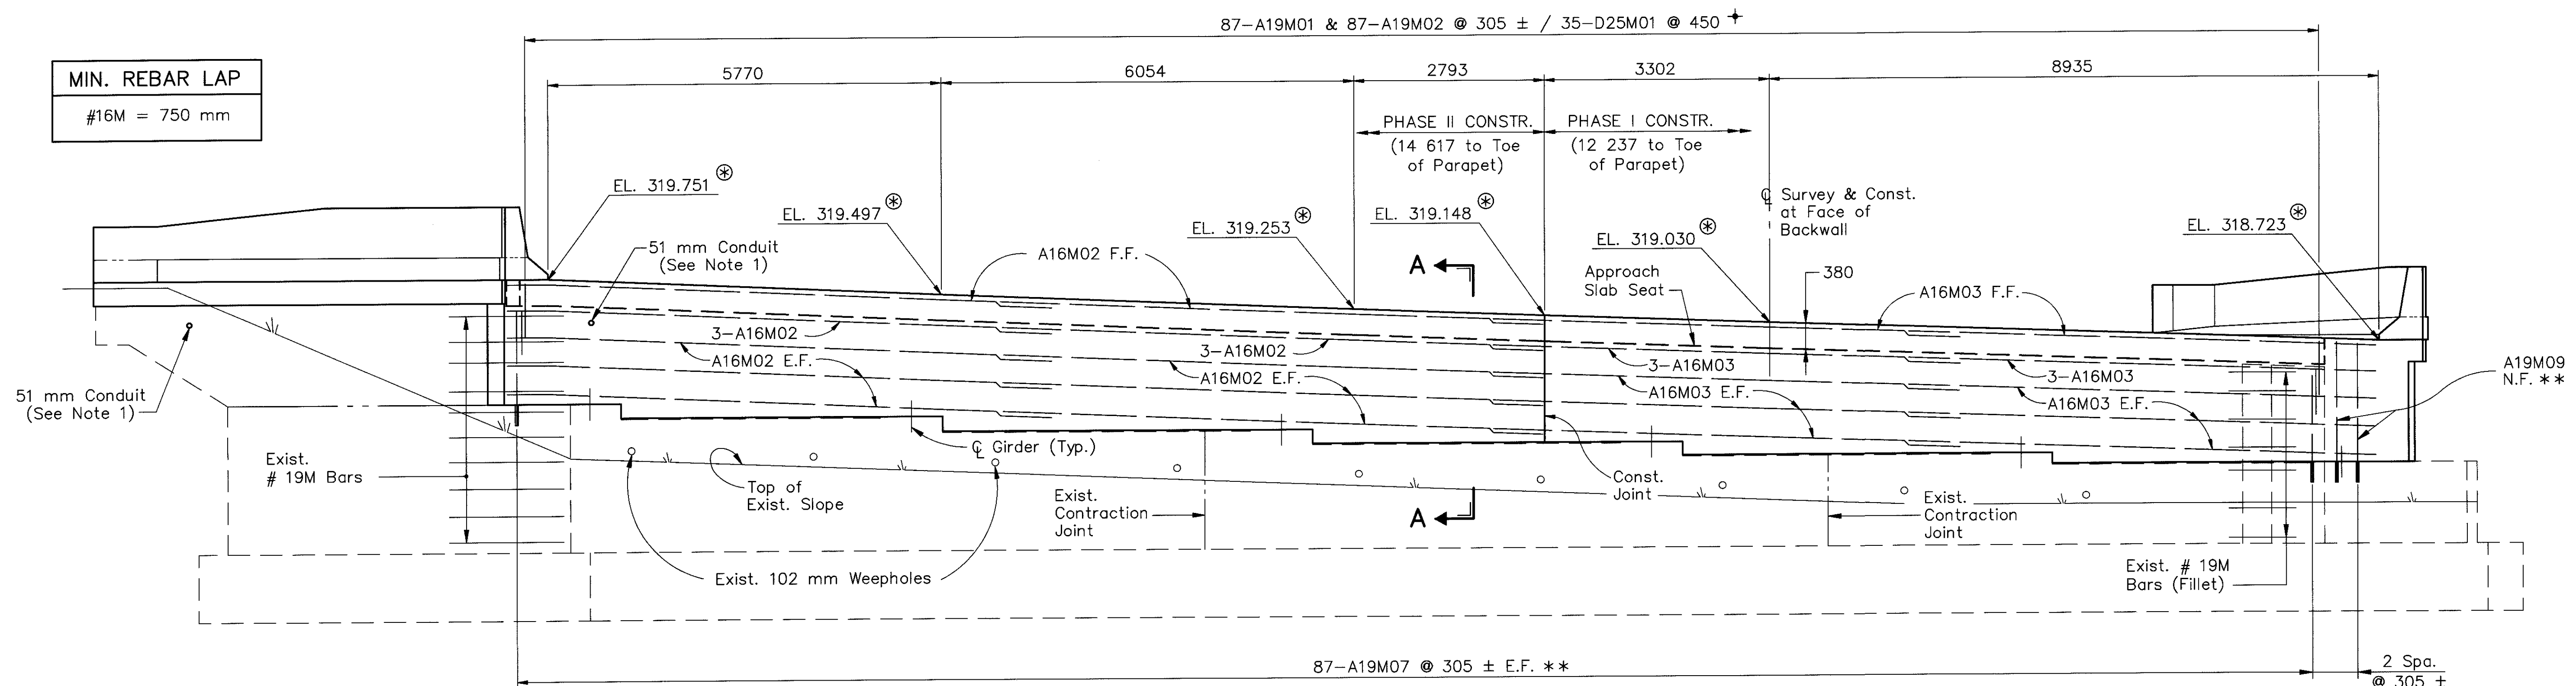 87-A19M01 & 87-A19M02 @ 305 ± / 35-D25M01 @ 450
MIN. REBAR LAP
#16M = 750 mm
5770
6054
2793
3302
8935
PHASE II CONSTR.
(14 617 to Toe
of Parapet)
PHASE I CONSTR.
(12 237 to Toe
of Parapet)
EL. 319.751
EL. 319.497
EL. 319.253
EL. 319.148
EL. 319.030
EL. 318.723
℄ Survey & Const.
at Face of
Backwall
51 mm Conduit
(See Note 1)
A16M02 F.F.
A
Approach
Slab Seat
380
A16M03 F.F.
3-A16M02
A16M02 E.F.
3-A16M02
A16M02 E.F.
3-A16M03
A16M03 E.F.
3-A16M03
A16M03 E.F.
A19M09
N.F. **
51 mm Conduit
(See Note 1)
Exist.
# 19M Bars
℄ Girder (Typ.)
Top of
Exist. Slope
Exist.
Contraction
Joint
A
Const.
Joint
Exist.
Contraction
Joint
Exist. 102 mm Weepholes
Exist. # 19M
Bars (Fillet)
87-A19M07 @ 305 ± E.F. **
2 Spa.
@ 305 ±